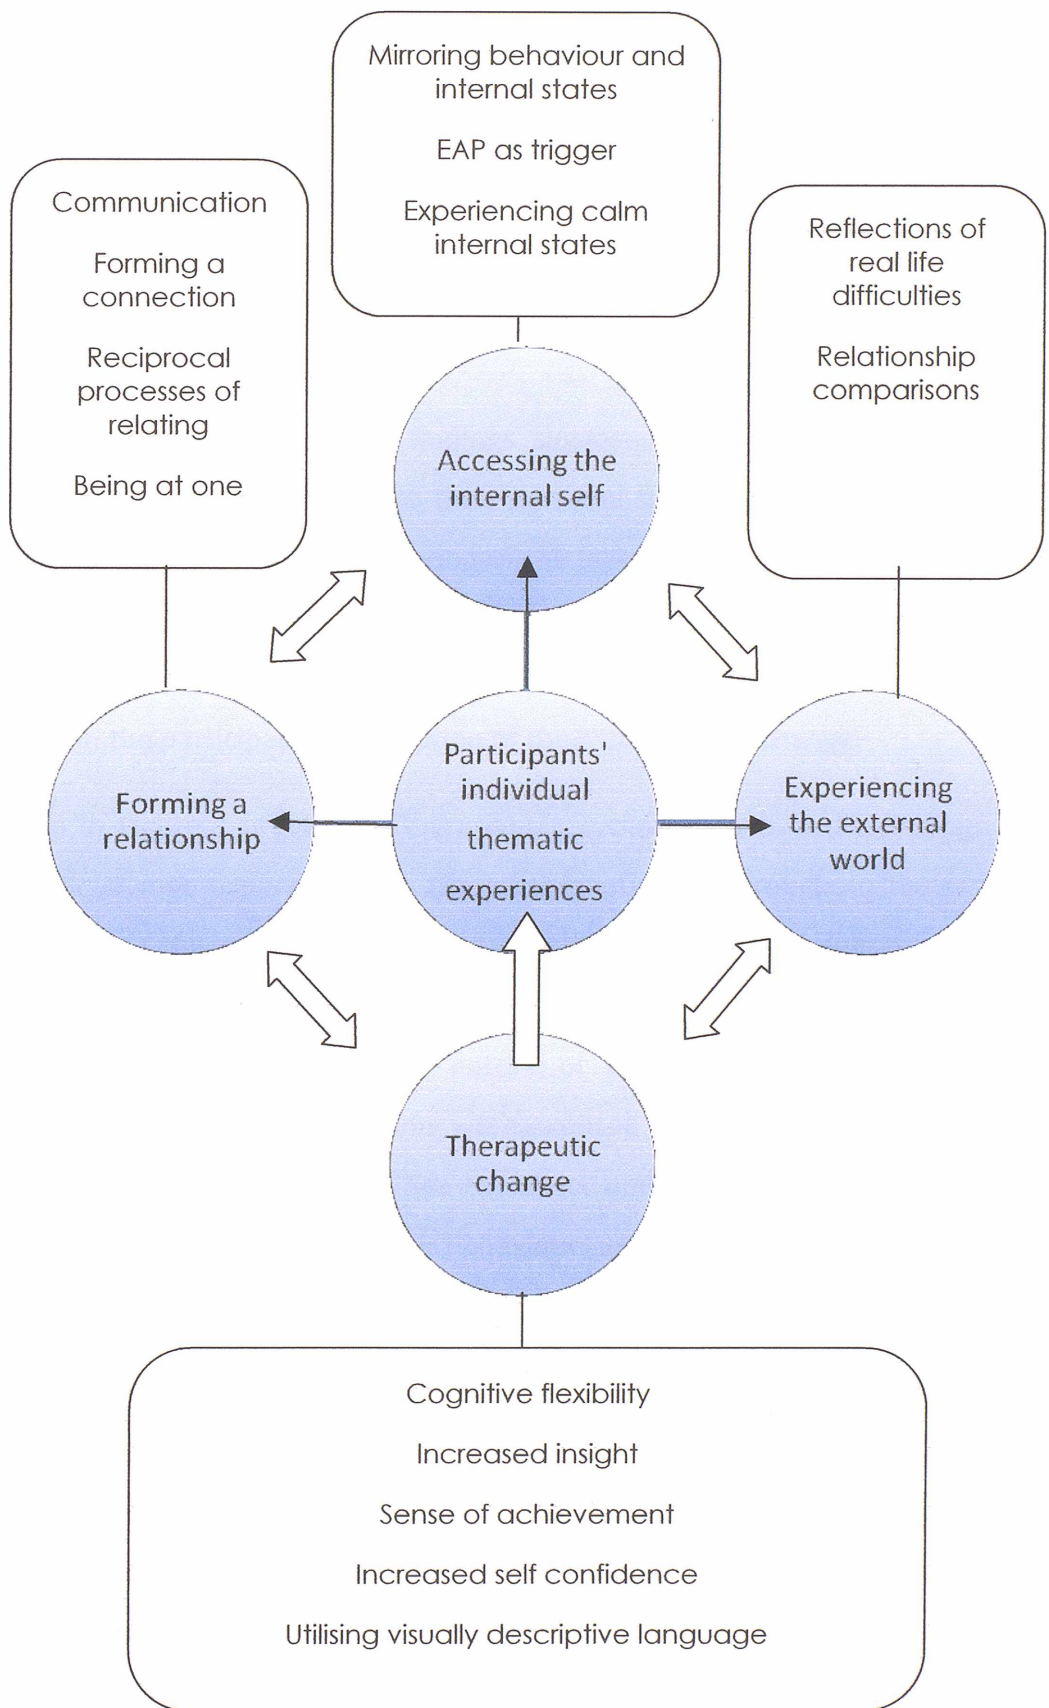 Mirroring behaviour and
internal states
EAP as trigger
Experiencing calm
internal states
Communication
Forming a
connection
Reciprocal
processes of
relating
Being at one
Reflections of
real life
difficulties
Relationship
comparisons
Accessing the
internal self
Forming a
relationship
Participants'
individual
thematic
experiences
Experiencing
the external
world
Therapeutic
change
Cognitive flexibility
Increased insight
Sense of achievement
Increased self confidence
Utilising visually descriptive language